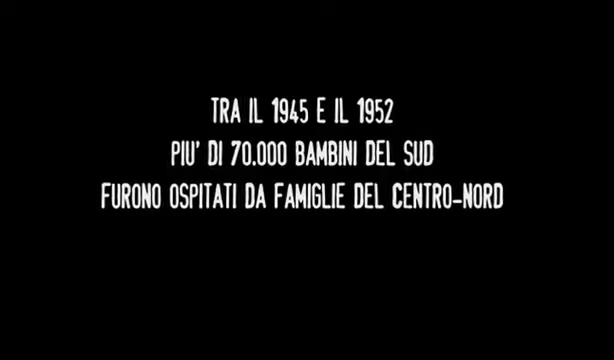 TRA IL 1945 E IL 1952
PIU' DI 70.000 BAMBINI DEL SUD
FURONO OSPITATI DA FAMIGLIE DEL CENTRO-NORD